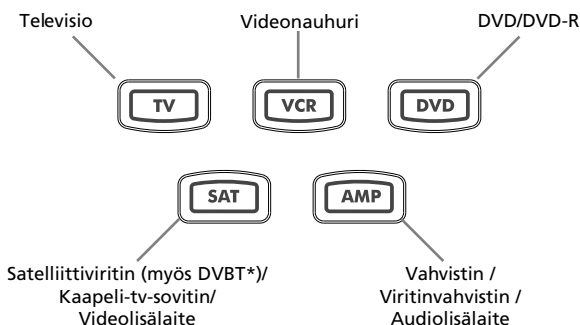 Televisio
Videonauhuri
DVD/DVD-R
TV
VCR
DVD
SAT
AMP
Satelliittiviritin (myös DVBT*)/
Kaapeli-tv-sovitin/
Videolisälaite
Vahvistin /
Viritinvahvistin /
Audiolisälaite